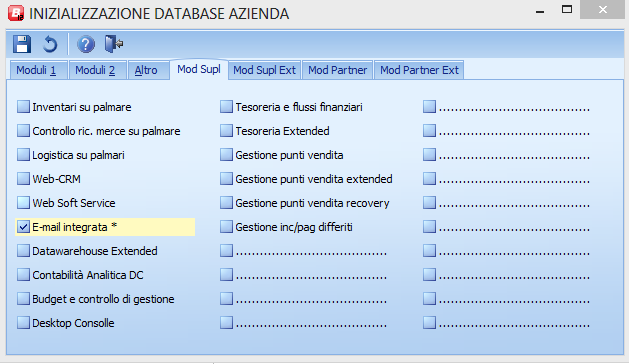 INIZIALIZZAZIONE DATABASE AZIENDA
Moduli 1 Moduli 2 Altro Mod Supl Mod Supl Ext Mod Partner Mod Partner Ext
Inventari su palmare
Controllo ric. merce su palmare
Logistica su palmari
Web-CRM
Web Soft Service
E-mail integrata *
Datawarehouse Extended
Contabilità Analitica DC
Budget e controllo di gestione
Desktop Consolle
Tesoreria e flussi finanziari
Tesoreria Extended
Gestione punti vendita
Gestione punti vendita extended
Gestione punti vendita recovery
Gestione inc/pag differiti
......................................
......................................
......................................
......................................
......................................
......................................
......................................
......................................
......................................
......................................
......................................
......................................
......................................
......................................